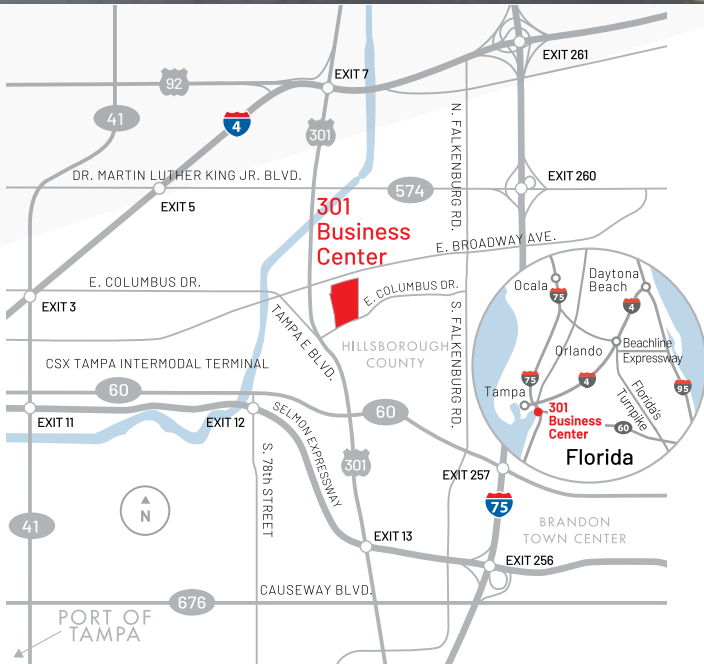 EXIT 261
EXIT 7
92
41
4
301
N. FALKENBURG RD.
DR. MARTIN LUTHER KING JR. BLVD.
574
EXIT 260
EXIT 5
301
Business
Center
E. BROADWAY AVE.
E. COLUMBUS DR.
E. COLUMBUS DR.
EXIT 3
TAMPA E BLVD.
HILLSBOROUGH
COUNTY
S. FALKENBURG RD.
CSX TAMPA INTERMODAL TERMINAL
60
60
EXIT 11
EXIT 12
SELMON EXPRESSWAY
S. 78th STREET
301
EXIT 257
75
N
41
EXIT 13
BRANDON
TOWN CENTER
EXIT 256
CAUSEWAY BLVD.
676
PORT OF
TAMPA
Ocala
75
Daytona
Beach
4
Orlando
Beachline
Expressway
75
4
95
Tampa
Florida's
Turnpike
301
Business
Center
60
Florida